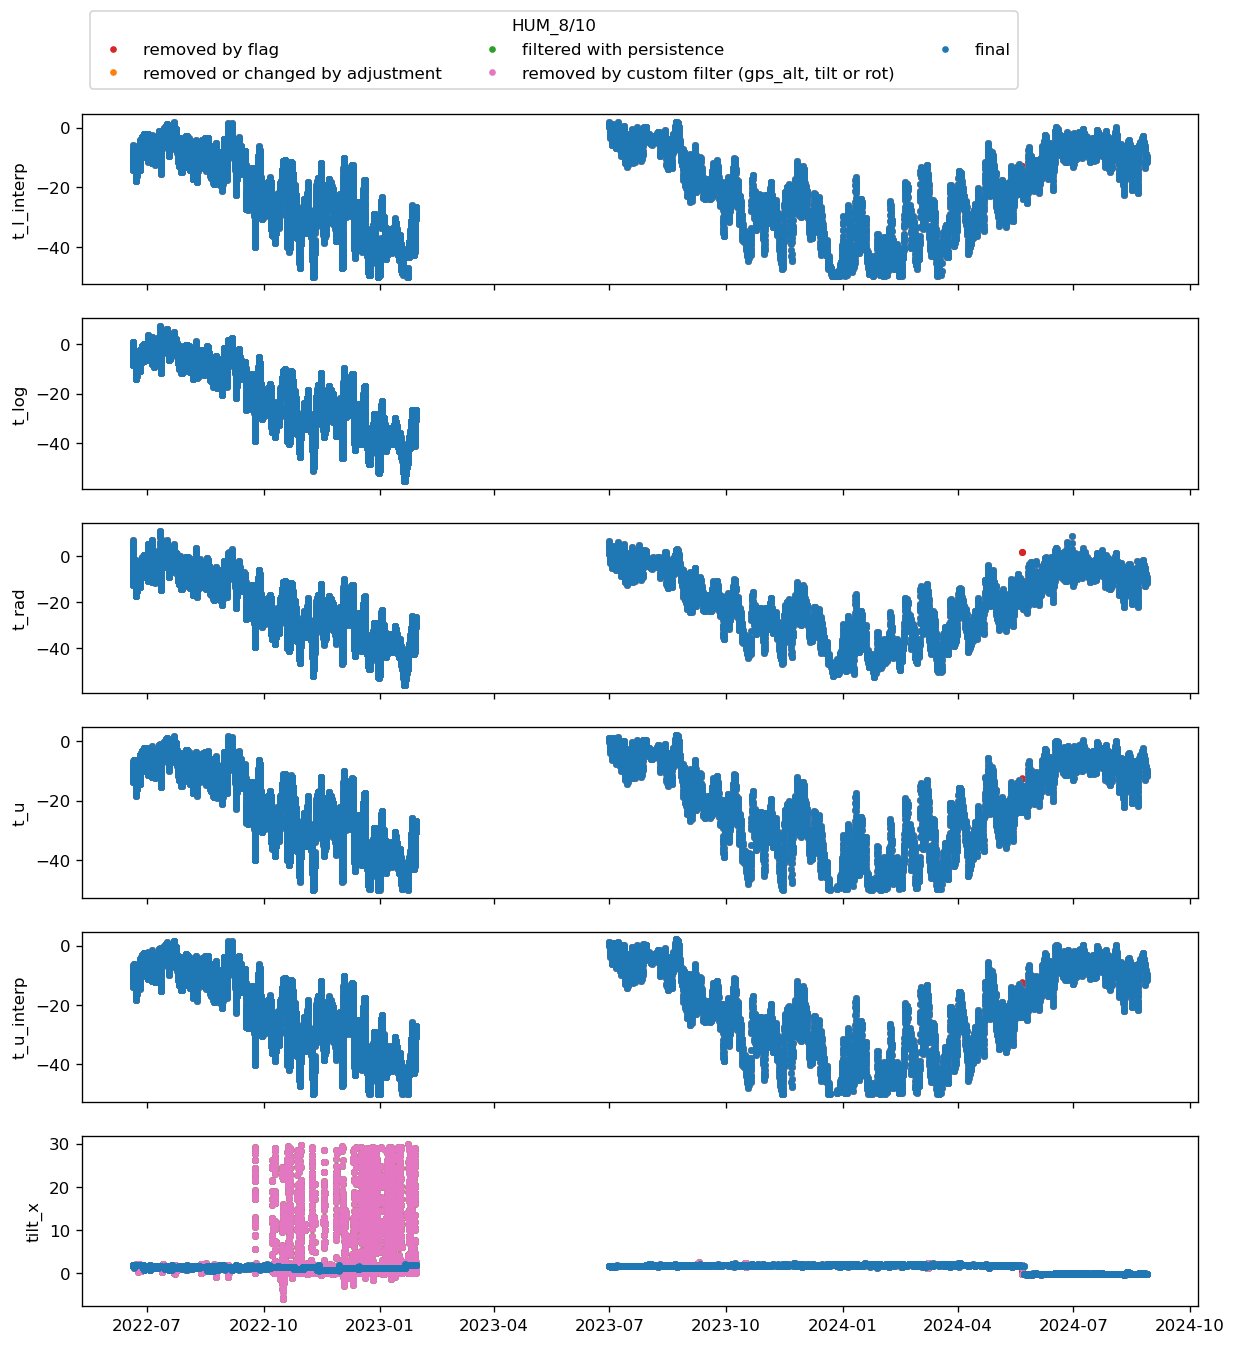 HUM_8/10
removed by flag
filtered with persistence
final
removed or changed by adjustment
removed by custom filter (gps_alt, tilt or rot)
t_l_interp
0
−20
−40
t_log
0
−20
−40
t_rad
0
−20
−40
t_u
0
−20
−40
t_u_interp
0
−20
−40
tilt_x
30
20
10
0
2022-07 2022-10 2023-01 2023-04 2023-07 2023-10 2024-01 2024-04 2024-07 2024-10